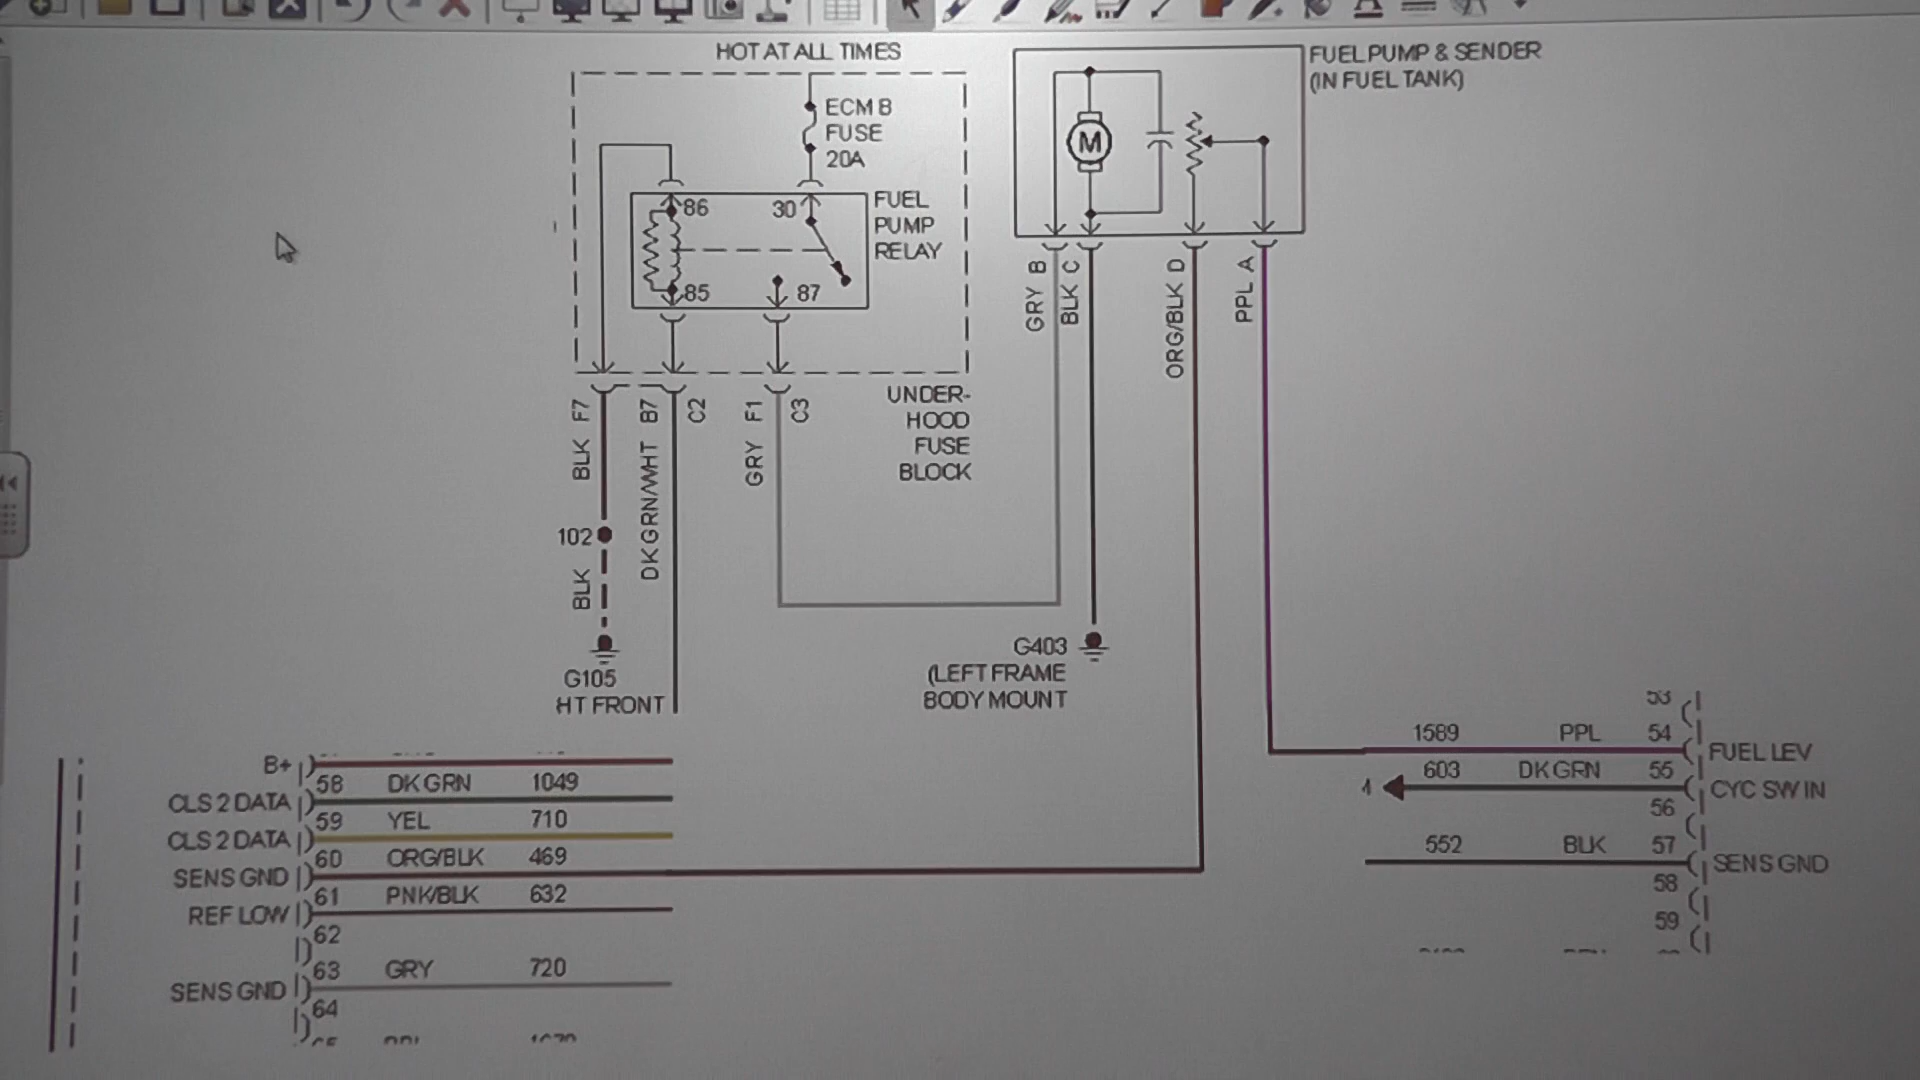 HOT AT ALL TIMES
ECM B
FUSE
20A
86
30
85
87
FUEL
PUMP
RELAY
FUEL PUMP & SENDER
(IN FUEL TANK)
M
GRY B
BLK C
ORG/BLK D
PPL A
BLK F7
DK GRN/WHT B7
C2
GRY F1
C3
UNDER-
HOOD
FUSE
BLOCK
102
BLK
G105
HT FRONT
G403
(LEFT FRAME
BODY MOUNT
B+
58 DK GRN 1049
CLS 2 DATA
59 YEL 710
CLS 2 DATA
60 ORG/BLK 469
SENS GND
61 PNK/BLK 632
REF LOW
62
63 GRY 720
SENS GND
64
53
1589 PPL 54
FUEL LEV
603 DK GRN 55
CYC SW IN
56
552 BLK 57
SENS GND
58
59